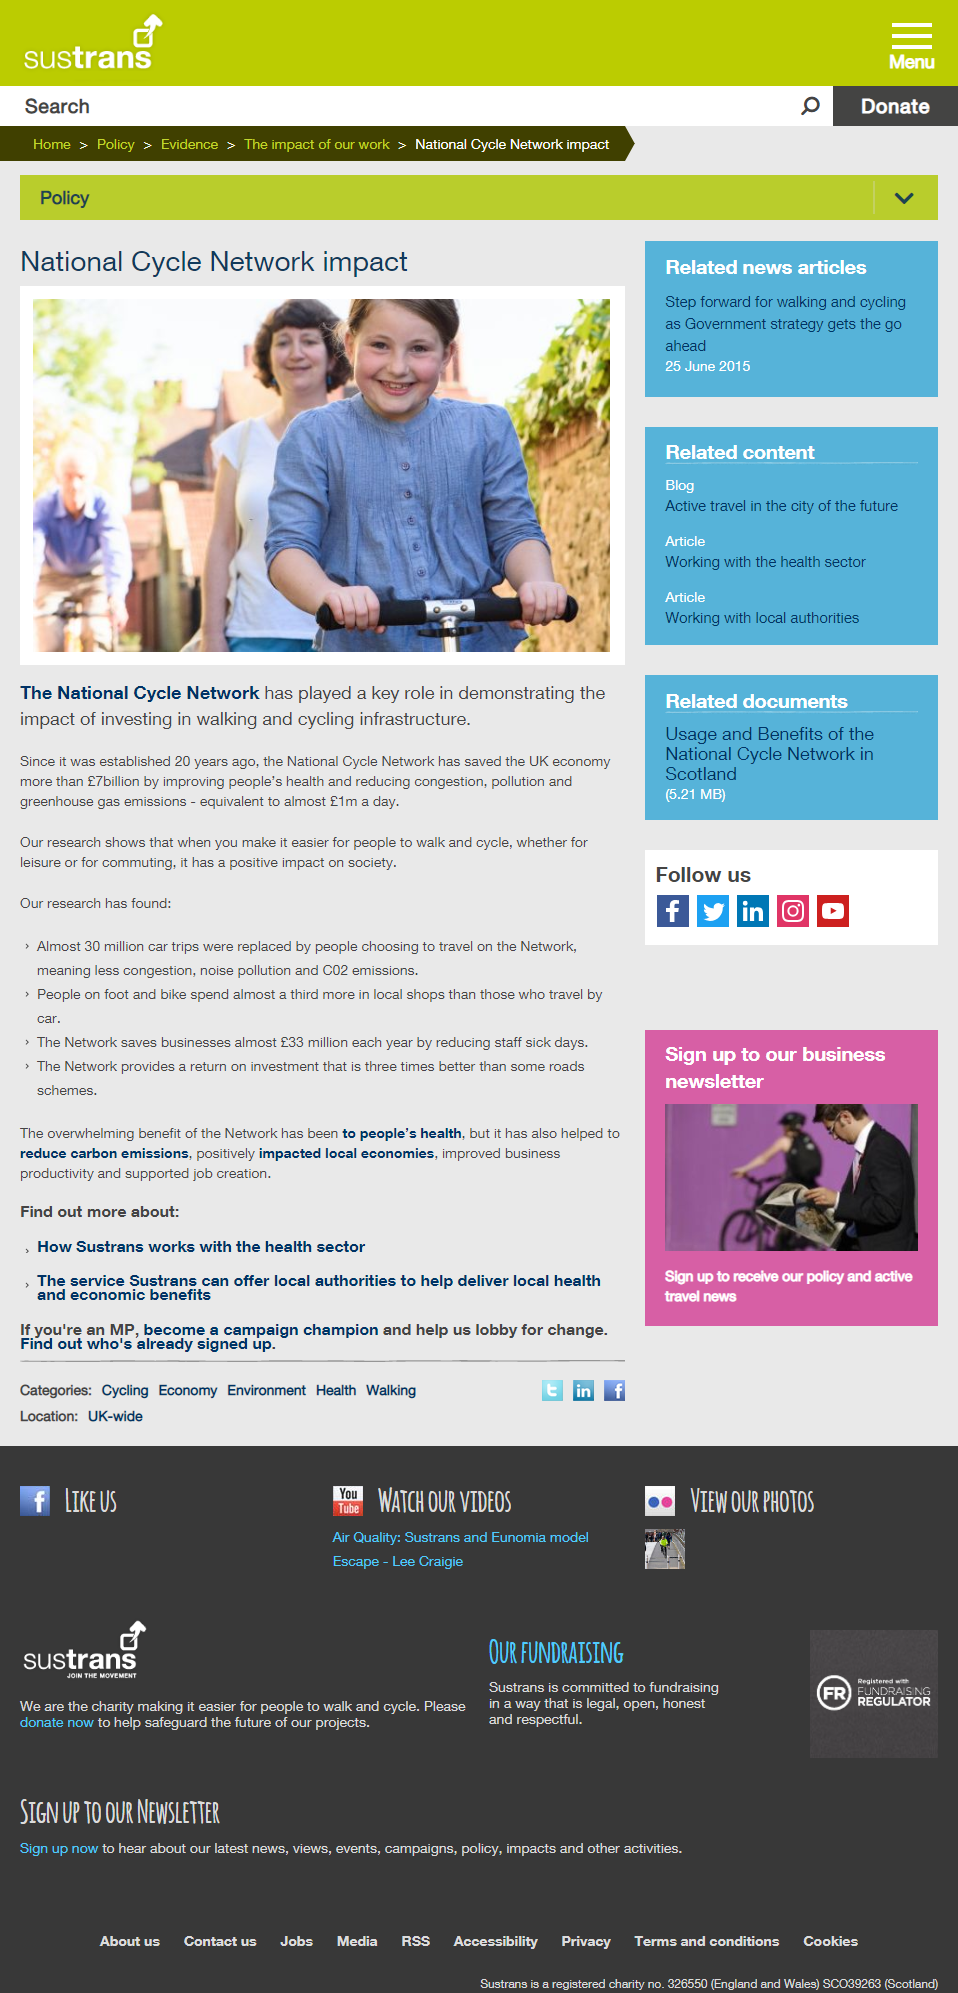 sustrans
Menu
Search
Donate
Home > Policy > Evidence > The impact of our work > National Cycle Network impact
Policy
National Cycle Network impact
The National Cycle Network has played a key role in demonstrating the
impact of investing in walking and cycling infrastructure.
Since it was established 20 years ago, the National Cycle Network has saved the UK economy
more than £7billion by improving people's health and reducing congestion, pollution and
greenhouse gas emissions - equivalent to almost £1m a day.
Our research shows that when you make it easier for people to walk and cycle, whether for
leisure or for commuting, it has a positive impact on society.
Our research has found:
› Almost 30 million car trips were replaced by people choosing to travel on the Network,
meaning less congestion, noise pollution and C02 emissions.
› People on foot and bike spend almost a third more in local shops than those who travel by
car.
› The Network saves businesses almost £33 million each year by reducing staff sick days.
› The Network provides a return on investment that is three times better than some roads
schemes.
The overwhelming benefit of the Network has been to people's health, but it has also helped to
reduce carbon emissions, positively impacted local economies, improved business
productivity and supported job creation.
Find out more about:
› How Sustrans works with the health sector
› The service Sustrans can offer local authorities to help deliver local health
and economic benefits
If you're an MP, become a campaign champion and help us lobby for change.
Find out who's already signed up.
Categories: Cycling Economy Environment Health Walking
Location: UK-wide
Related news articles
Step forward for walking and cycling
as Government strategy gets the go
ahead
25 June 2015
Related content
Blog
Active travel in the city of the future
Article
Working with the health sector
Article
Working with local authorities
Related documents
Usage and Benefits of the
National Cycle Network in
Scotland
(5.21 MB)
Follow us
Sign up to our business
newsletter
Sign up to receive our policy and active
travel news
Like us
You Tube Watch our videos
Air Quality: Sustrans and Eunomia model
Escape - Lee Craigie
View our photos
sustrans
JOIN THE MOVEMENT
We are the charity making it easier for people to walk and cycle. Please
donate now to help safeguard the future of our projects.
Our fundraising
Sustrans is committed to fundraising
in a way that is legal, open, honest
and respectful.
FR Registered with
FUNDRAISING
REGULATOR
Sign up to our Newsletter
Sign up now to hear about our latest news, views, events, campaigns, policy, impacts and other activities.
About us Contact us Jobs Media RSS Accessibility Privacy Terms and conditions Cookies
Sustrans is a registered charity no. 326550 (England and Wales) SCO39263 (Scotland)